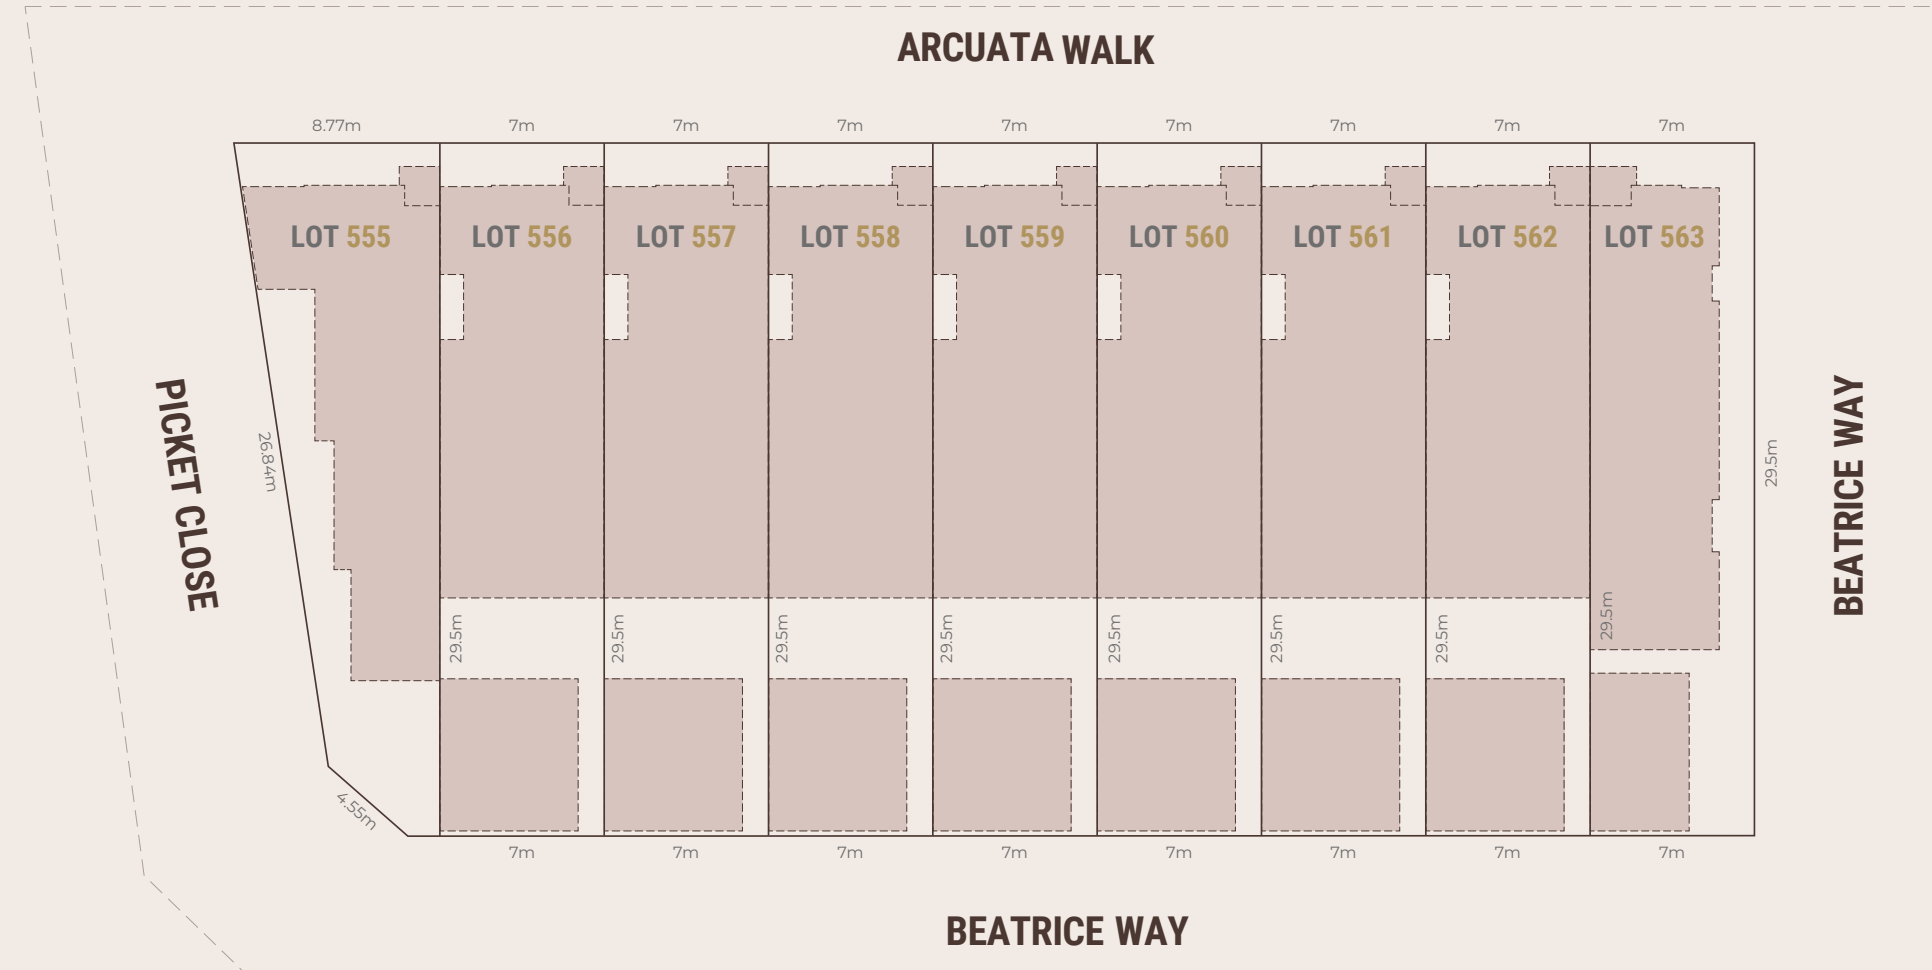 ARCUATA WALK
8.77m 7m 7m 7m 7m 7m 7m 7m 7m
LOT 555 LOT 556 LOT 557 LOT 558 LOT 559 LOT 560 LOT 561 LOT 562 LOT 563
PICKET CLOSE
26.84m
29.5m
BEATRICE WAY
29.5m 29.5m 29.5m 29.5m 29.5m 29.5m 29.5m 29.5m
4.55m
7m 7m 7m 7m 7m 7m 7m 7m
BEATRICE WAY